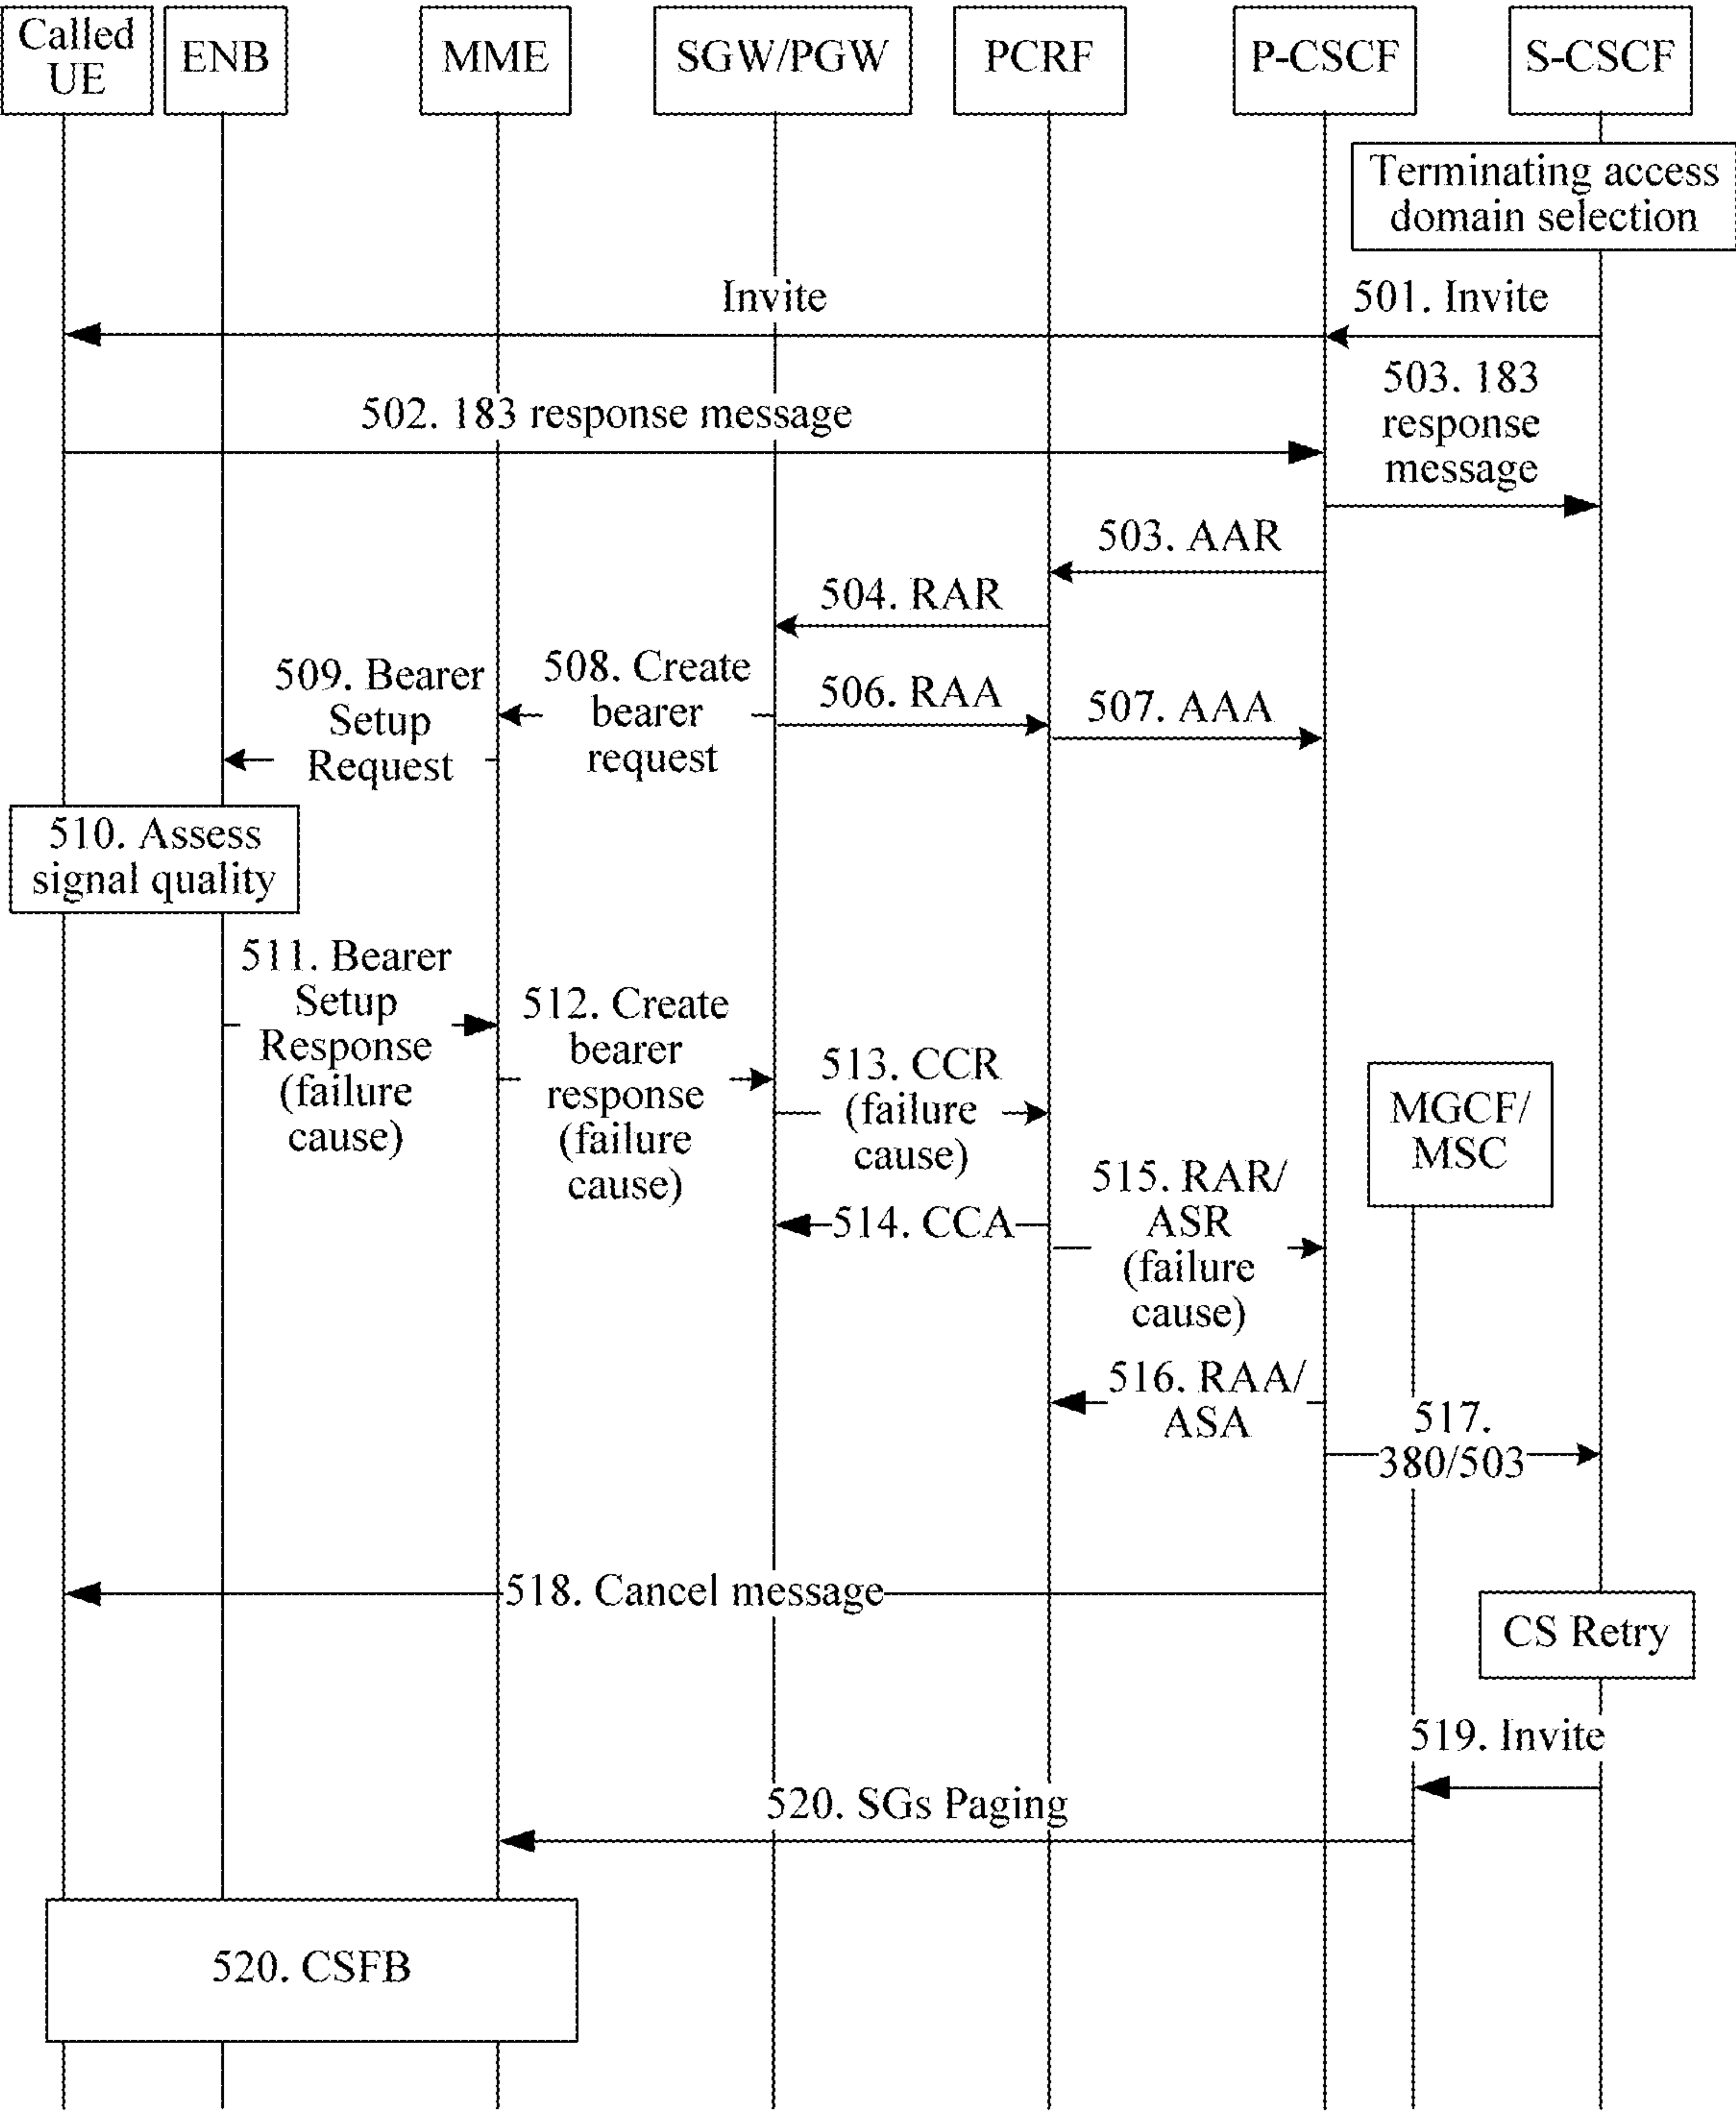 Called
UE
ENB
MME
SGW/PGW
PCRF
P-CSCF
S-CSCF
Terminating access
domain selection
Invite
501. Invite
502. 183 response message
503. 183
response
message
503. AAR
504. RAR
509. Bearer
Setup
Request
508. Create
bearer
request
506. RAA
507. AAA
510. Assess
signal quality
511. Bearer
Setup
Response
(failure
cause)
512. Create
bearer
response
(failure
cause)
513. CCR
(failure
cause)
MGCF/
MSC
514. CCA
515. RAR/
ASR
(failure
cause)
516. RAA/
ASA
517.
380/503
518. Cancel message
CS Retry
519. Invite
520. SGs Paging
520. CSFB